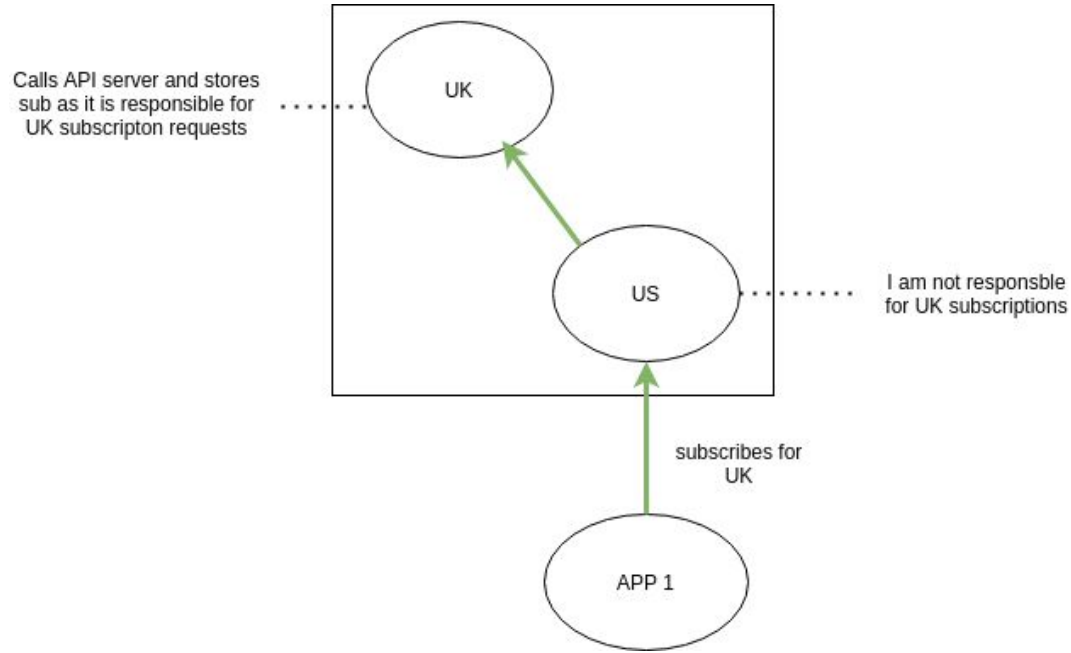 UK
Calls API server and stores
sub as it is responsible for
UK subscripton requests
US
I am not responsble
for UK subscriptions
subscribes for
UK
APP 1